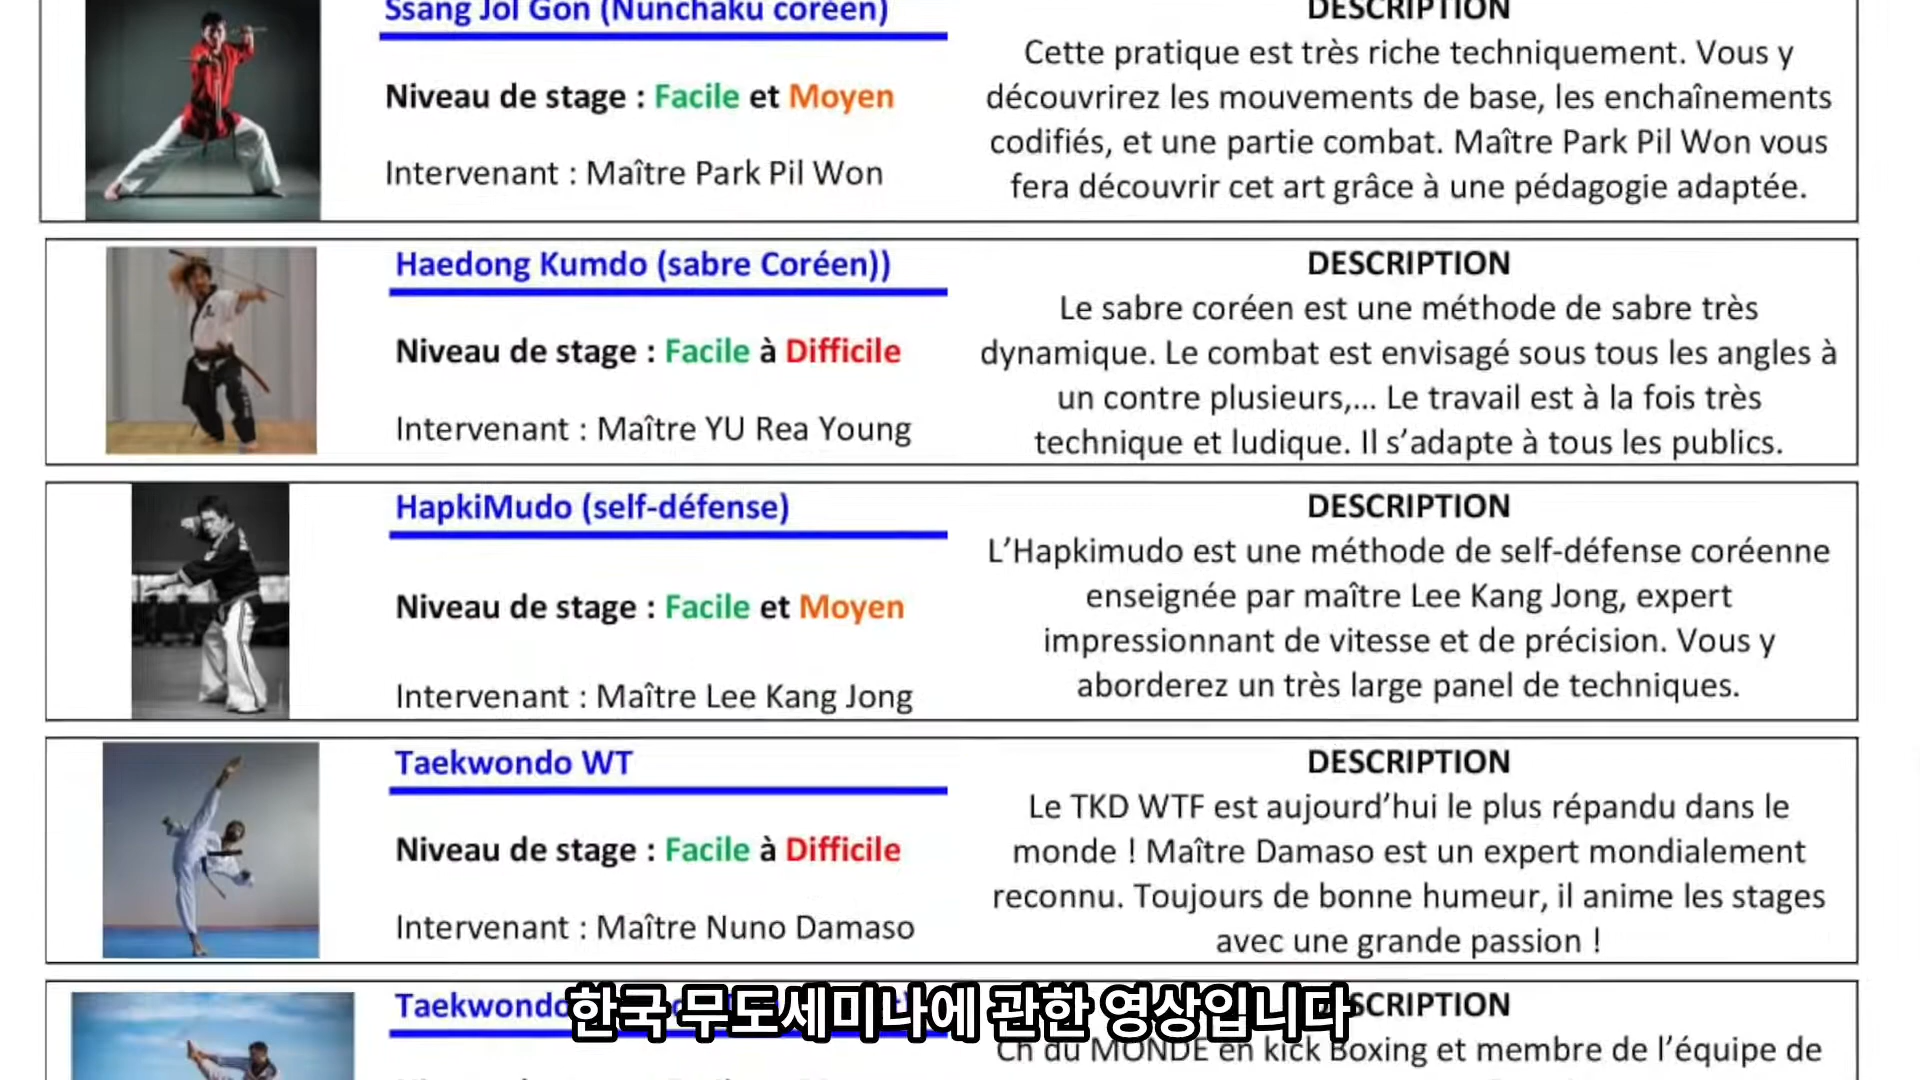 Ssang Jol Gon (Nunchaku coréen)
Niveau de stage : Facile et Moyen
Intervenant : Maître Park Pil Won
DESCRIPTION
Cette pratique est très riche techniquement. Vous y
découvrirez les mouvements de base, les enchaînements
codifiés, et une partie combat. Maître Park Pil Won vous
fera découvrir cet art grâce à une pédagogie adaptée.
Haedong Kumdo (sabre Coréen))
Niveau de stage : Facile à Difficile
Intervenant : Maître YU Rea Young
DESCRIPTION
Le sabre coréen est une méthode de sabre très
dynamique. Le combat est envisagé sous tous les angles à
un contre plusieurs,... Le travail est à la fois très
technique et ludique. Il s’adapte à tous les publics.
HapkiMudo (self-défense)
Niveau de stage : Facile et Moyen
Intervenant : Maître Lee Kang Jong
DESCRIPTION
L’Hapkimudo est une méthode de self-défense coréenne
enseignée par maître Lee Kang Jong, expert
impressionnant de vitesse et de précision. Vous y
aborderez un très large panel de techniques.
Taekwondo WT
Niveau de stage : Facile à Difficile
Intervenant : Maître Nuno Damaso
DESCRIPTION
Le TKD WTF est aujourd’hui le plus répandu dans le
monde ! Maître Damaso est un expert mondialement
reconnu. Toujours de bonne humeur, il anime les stages
avec une grande passion !
Taekwondo
DESCRIPTION
Ch du MONDE en kick Boxing et membre de l’équipe de
한국 무도세미나에 관한 영상입니다